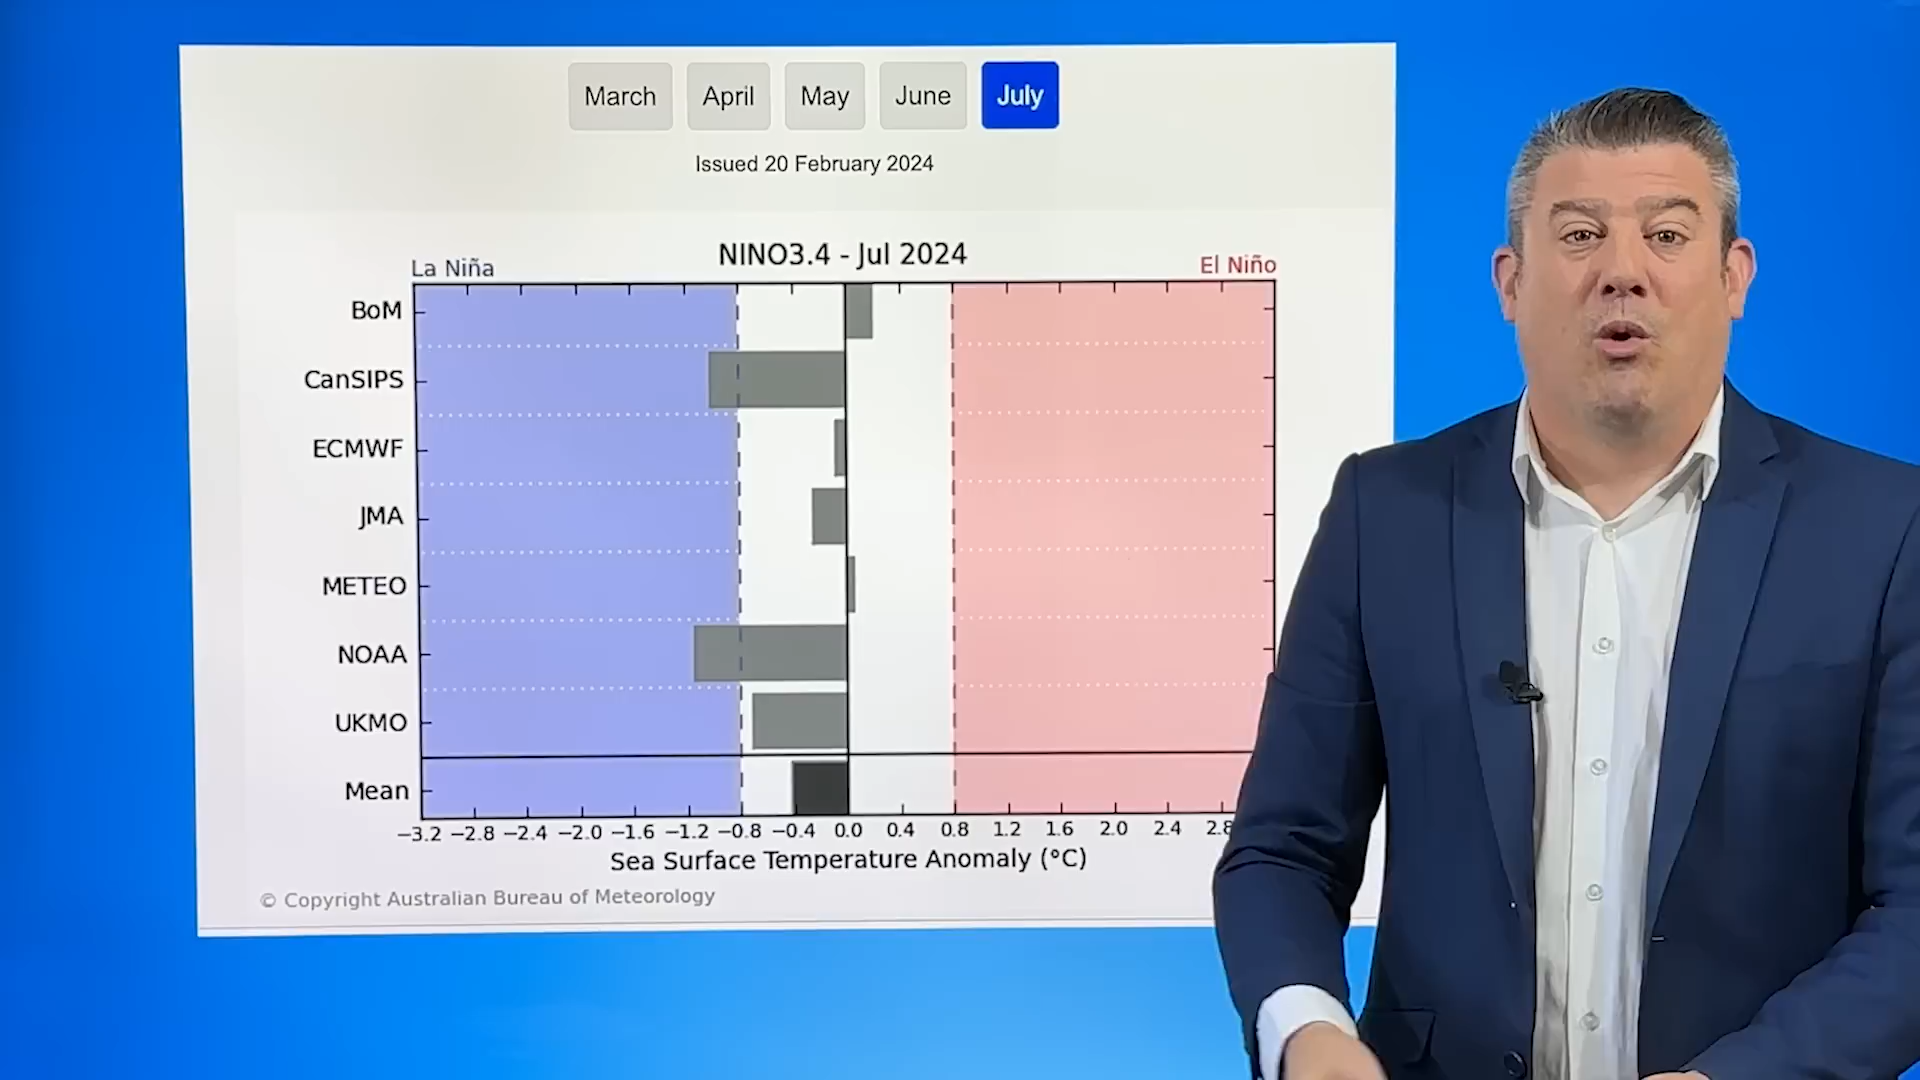 March April May June July
Issued 20 February 2024
NINO3.4 - Jul 2024
La Niña
El Niño
BoM
CanSIPS
ECMWF
JMA
METEO
NOAA
UKMO
Mean
−3.2 −2.8 −2.4 −2.0 −1.6 −1.2 −0.8 −0.4 0.0 0.4 0.8 1.2 1.6 2.0 2.4 2.8
Sea Surface Temperature Anomaly (°C)
© Copyright Australian Bureau of Meteorology